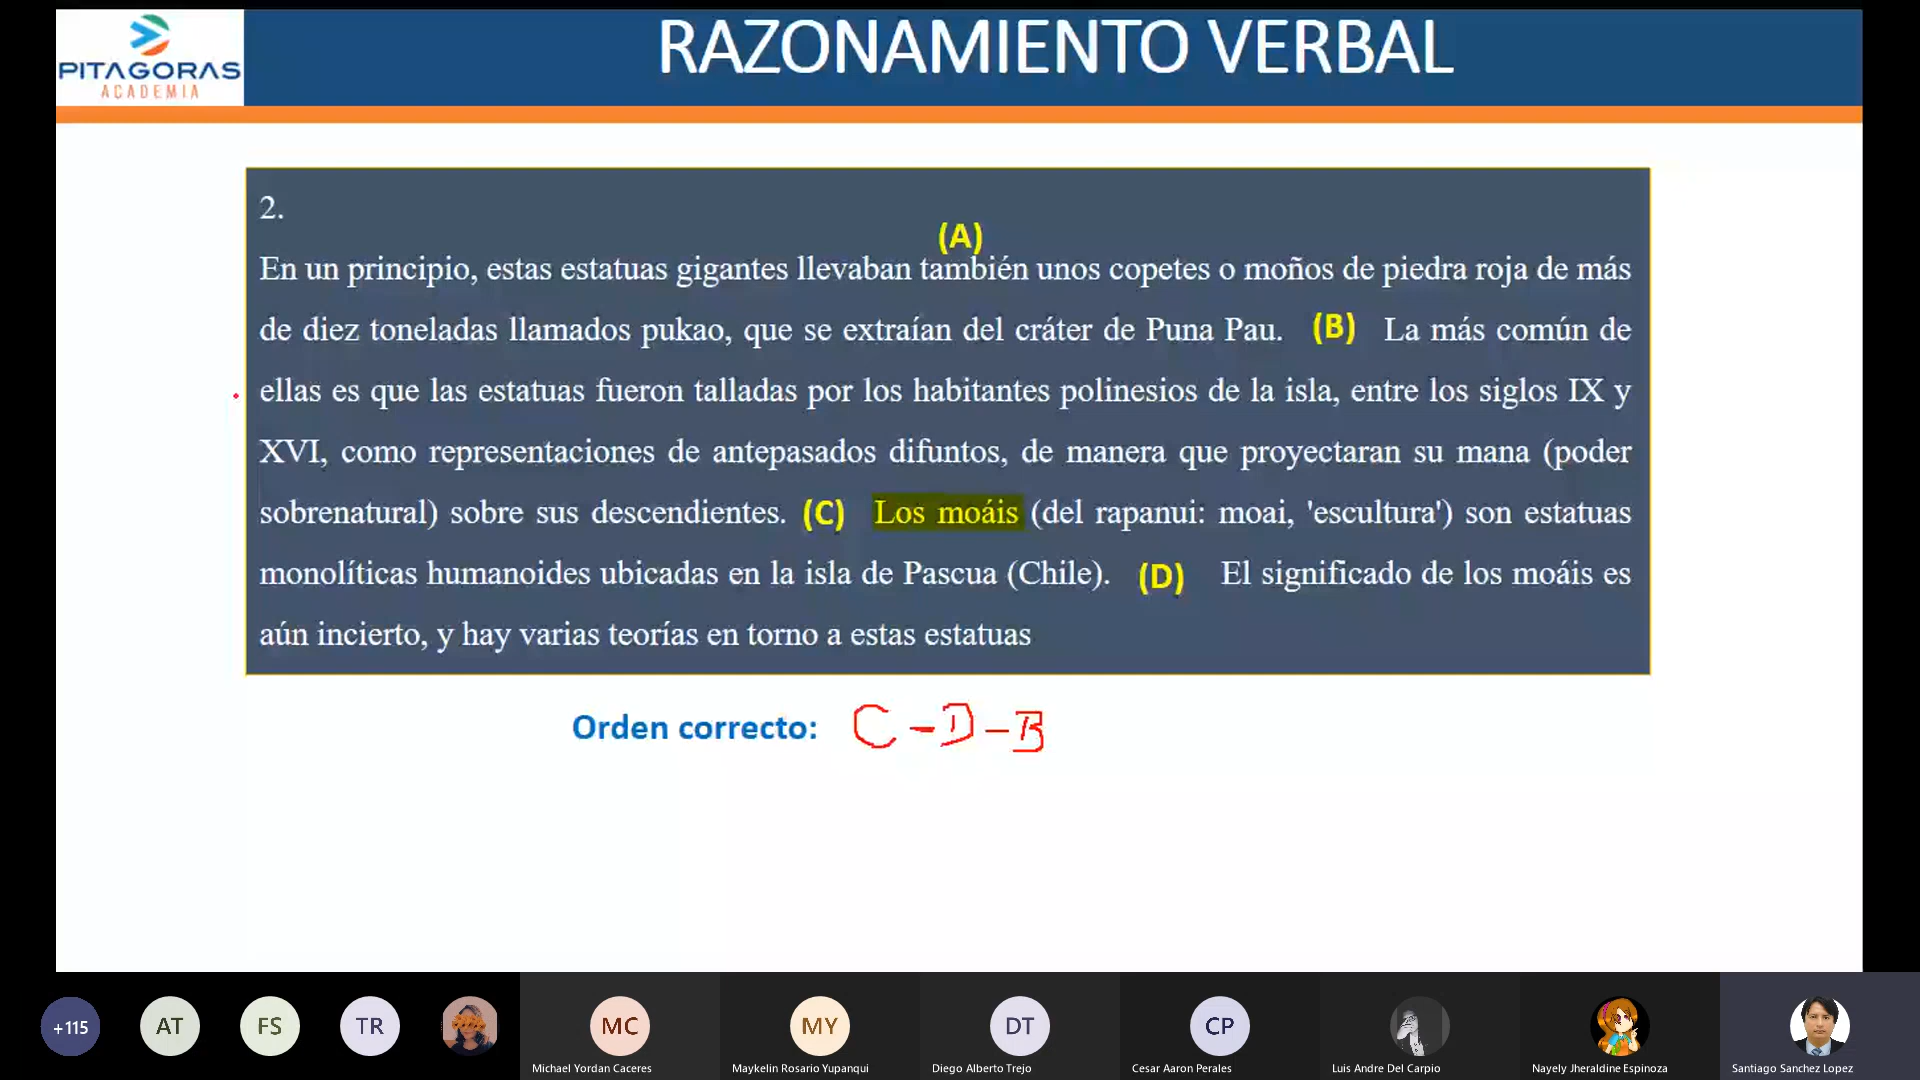 PITAGORAS
ACADEMIA
RAZONAMIENTO VERBAL
2.
(A)
En un principio, estas estatuas gigantes llevaban también unos copetes o moños de piedra roja de más
de diez toneladas llamados pukao, que se extraían del cráter de Puna Pau. (B) La más común de
ellas es que las estatuas fueron talladas por los habitantes polinesios de la isla, entre los siglos IX y
XVI, como representaciones de antepasados difuntos, de manera que proyectaran su mana (poder
sobrenatural) sobre sus descendientes. (C) Los moáis (del rapanui: moai, 'escultura') son estatuas
monolíticas humanoides ubicadas en la isla de Pascua (Chile). (D) El significado de los moáis es
aún incierto, y hay varias teorías en torno a estas estatuas
Orden correcto: C - D - B
+115 AT FS TR MC MY DT CP
Michael Yordan Caceres Maykelin Rosario Yupanqui Diego Alberto Trejo Cesar Aaron Perales Luis Andre Del Carpio Nayely Jheraldine Espinoza Santiago Sanchez Lopez